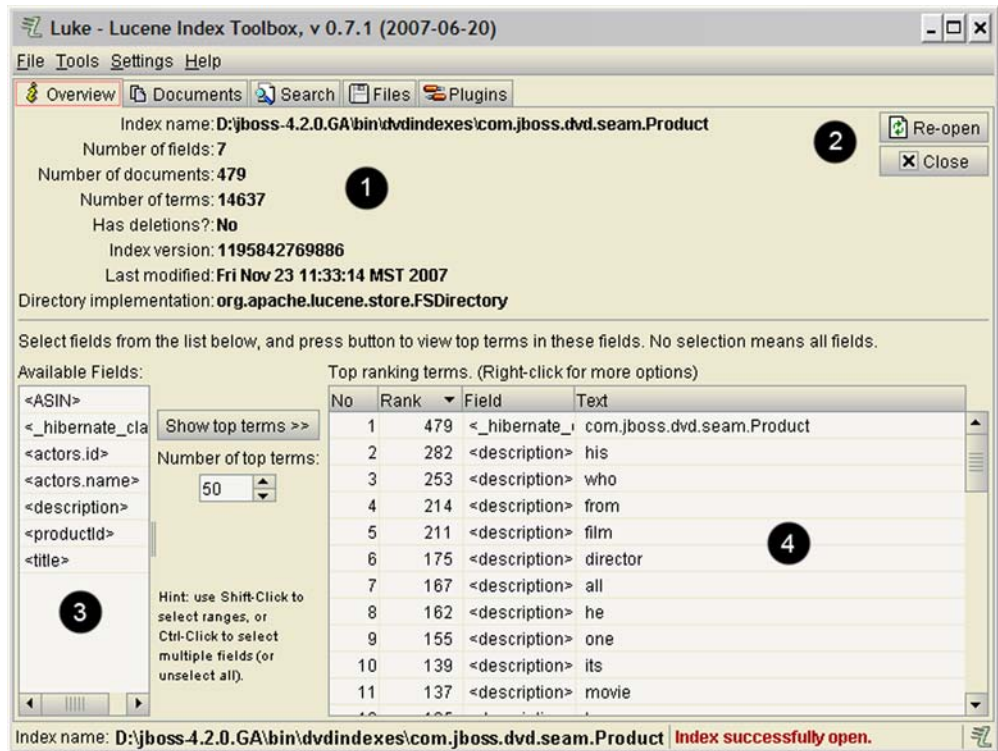 Luke - Lucene Index Toolbox, v 0.7.1 (2007-06-20)
File Tools Settings Help
Overview Documents Search Files Plugins
Index name: D:\jboss-4.2.0.GA\bin\dvdindexes\com.jboss.dvd.seam.Product
Number of fields: 7
Number of documents: 479
Number of terms: 14637
Has deletions?: No
Index version: 1195842769886
Last modified: Fri Nov 23 11:33:14 MST 2007
Directory implementation: org.apache.lucene.store.FSDirectory
1
2
Re-open
Close
Select fields from the list below, and press button to view top terms in these fields. No selection means all fields.
Available Fields:
<ASIN>
<_hibernate_cla
<actors.id>
<actors.name>
<description>
<productId>
<title>
3
Show top terms >>
Number of top terms:
50
Hint: use Shift-Click to
select ranges, or
Ctrl-Click to select
multiple fields (or
unselect all).
Top ranking terms. (Right-click for more options)
No Rank Field Text
1 479 <_hibernate_ com.jboss.dvd.seam.Product
2 282 <description> his
3 253 <description> who
4 214 <description> from
5 211 <description> film
6 175 <description> director
7 167 <description> all
8 162 <description> he
9 155 <description> one
10 139 <description> its
11 137 <description> movie
4
Index name: D:\jboss-4.2.0.GA\bin\dvdindexes\com.jboss.dvd.seam.Product Index successfully open.